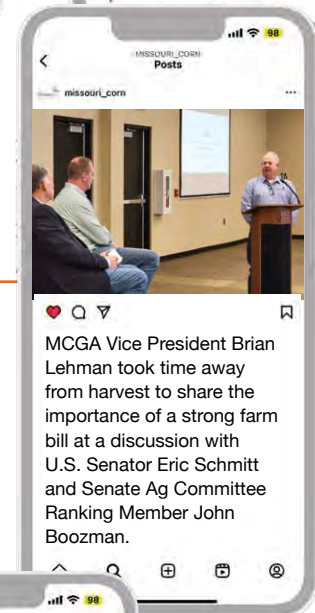 98
MISSOURI_CORN
Posts
missouri_corn
MCGA Vice President Brian
Lehman took time away
from harvest to share the
importance of a strong farm
bill at a discussion with
U.S. Senator Eric Schmitt
and Senate Ag Committee
Ranking Member John
Boozman.
98